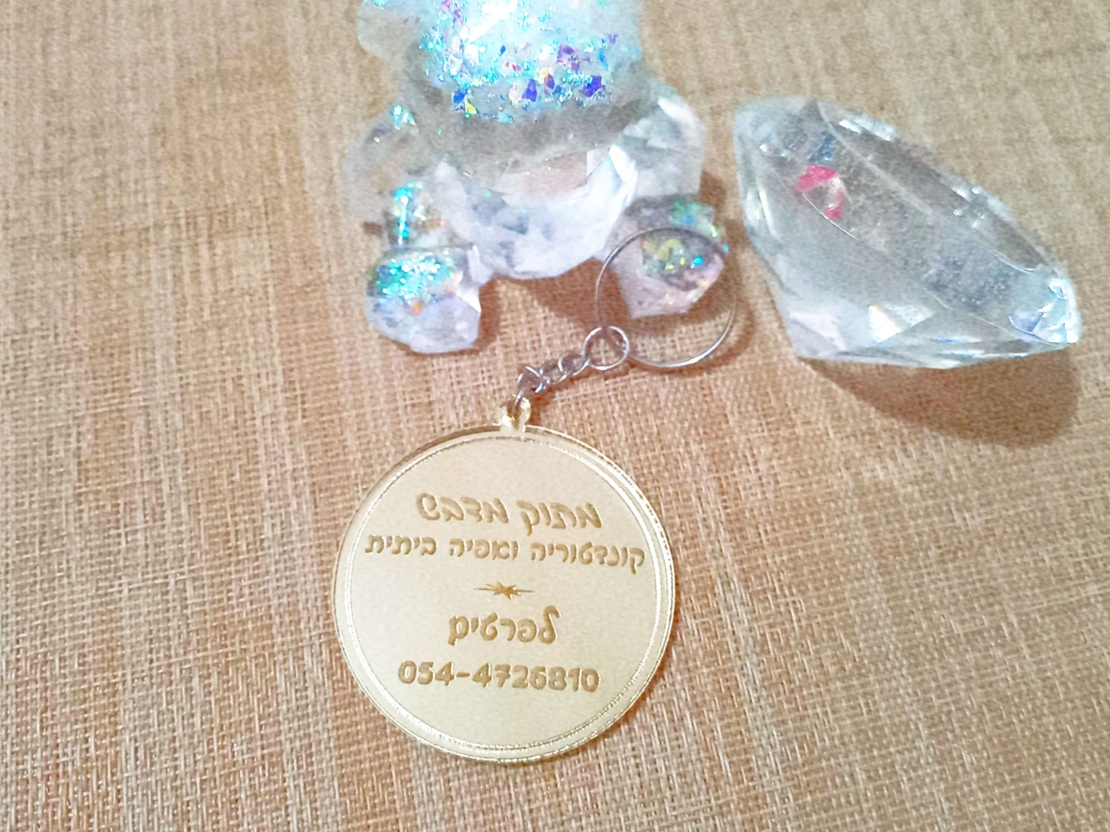 מתוק מדבש
קונדטוריה ואפיה ביתית
לפרטים
054-4726810